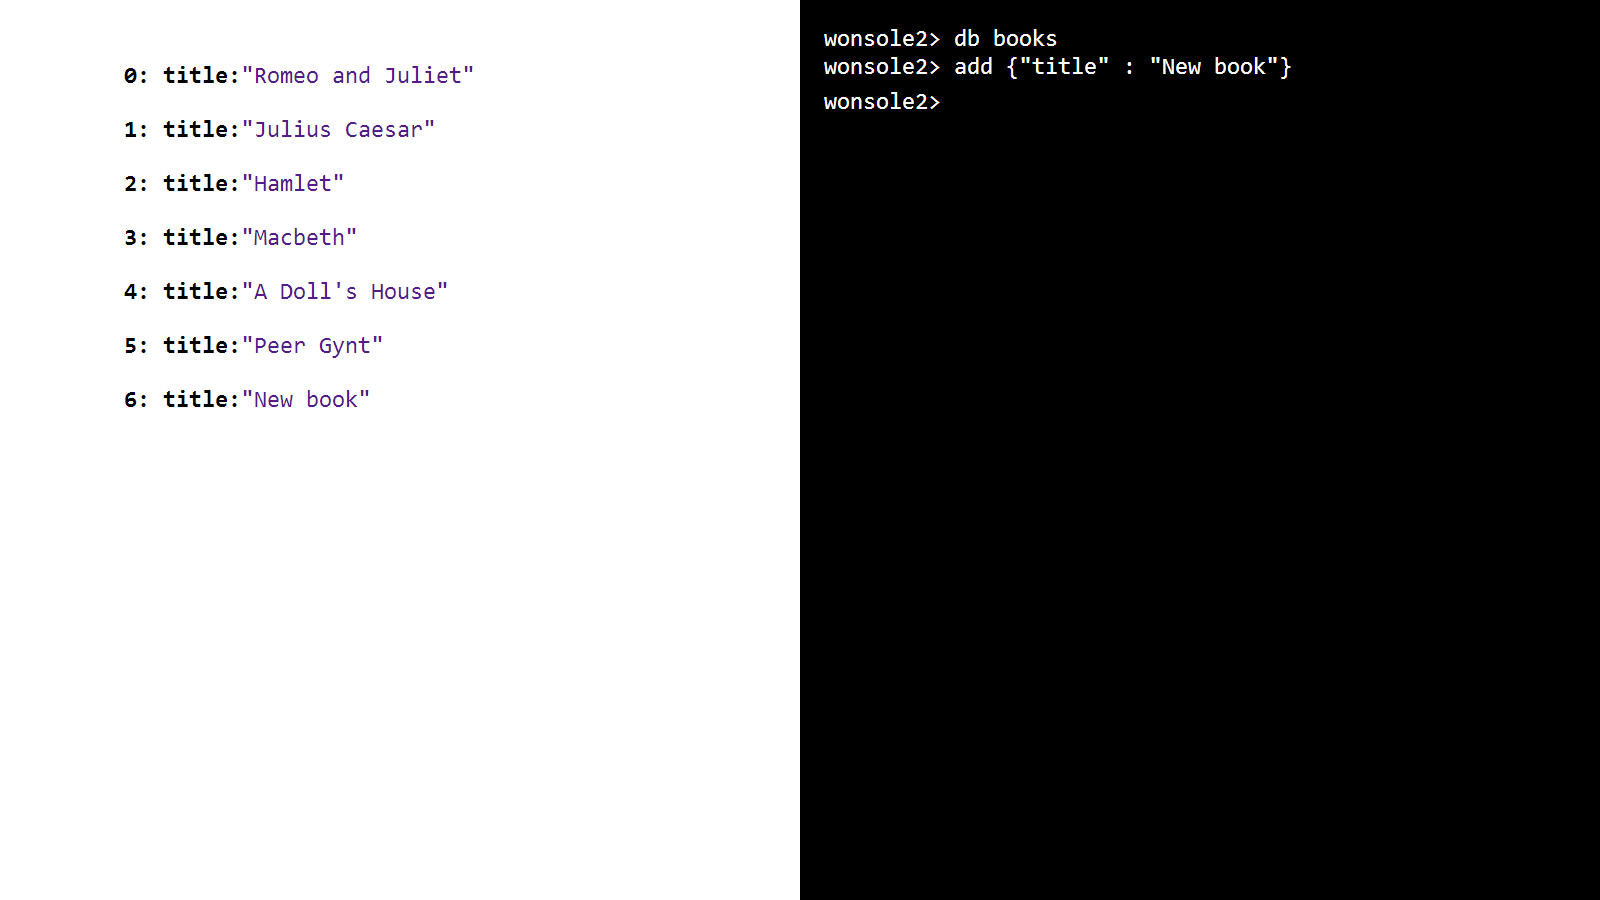 0: title:"Romeo and Juliet"
1: title:"Julius Caesar"
2: title:"Hamlet"
3: title:"Macbeth"
4: title:"A Doll's House"
5: title:"Peer Gynt"
6: title:"New book"
wonsole2> db books
wonsole2> add {"title" : "New book"}
wonsole2>